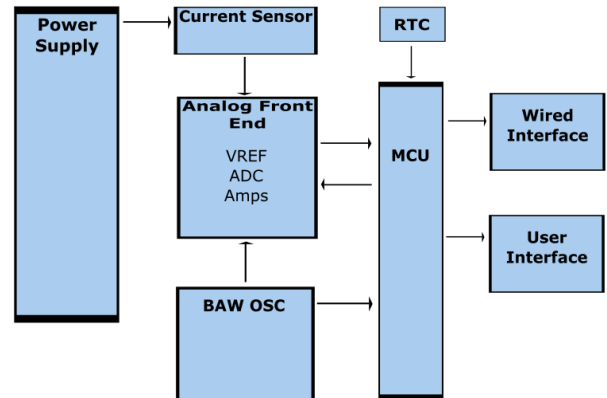 Power
Supply
Current Sensor
RTC
Analog Front
End
VREF
ADC
Amps
MCU
Wired
Interface
User
Interface
BAW OSC